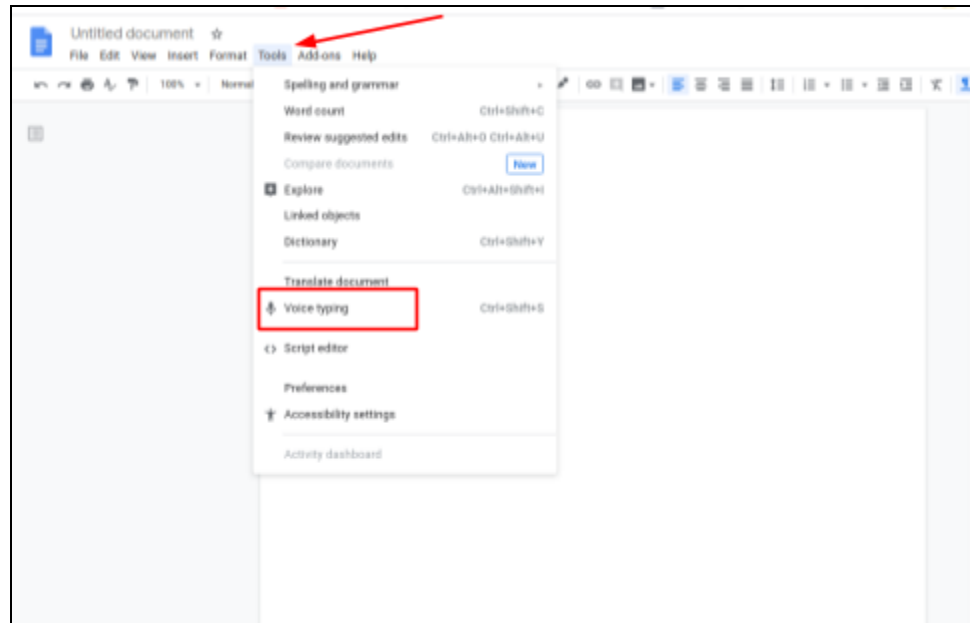 Untitled document
File Edit View Insert Format Tools Add-ons Help
100% Normal
Spelling and grammar
Word count Ctrl+Shift+C
Review suggested edits Ctrl+Alt+O Ctrl+Alt+U
Compare documents New
Explore Ctrl+Alt+Shift+I
Linked objects
Dictionary Ctrl+Shift+Y
Translate document
Voice typing Ctrl+Shift+S
Script editor
Preferences
Accessibility settings
Activity dashboard